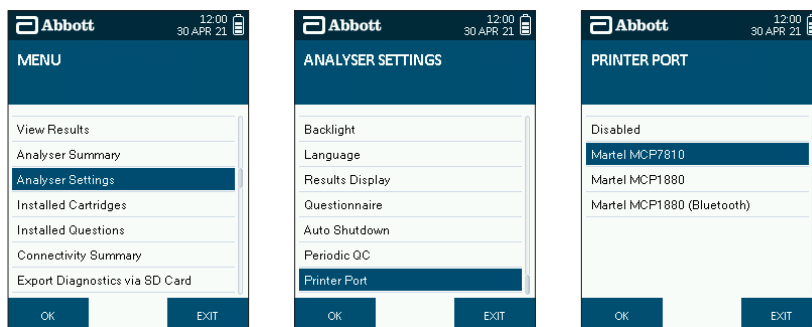 Abbott
12:00
30 APR 21
MENU
View Results
Analyser Summary
Analyser Settings
Installed Cartridges
Installed Questions
Connectivity Summary
Export Diagnostics via SD Card
OK
EXIT
Abbott
12:00
30 APR 21
ANALYSER SETTINGS
Backlight
Language
Results Display
Questionnaire
Auto Shutdown
Periodic QC
Printer Port
OK
EXIT
Abbott
12:00
30 APR 21
PRINTER PORT
Disabled
Martel MCP7810
Martel MCP1880
Martel MCP1880 (Bluetooth)
OK
EXIT